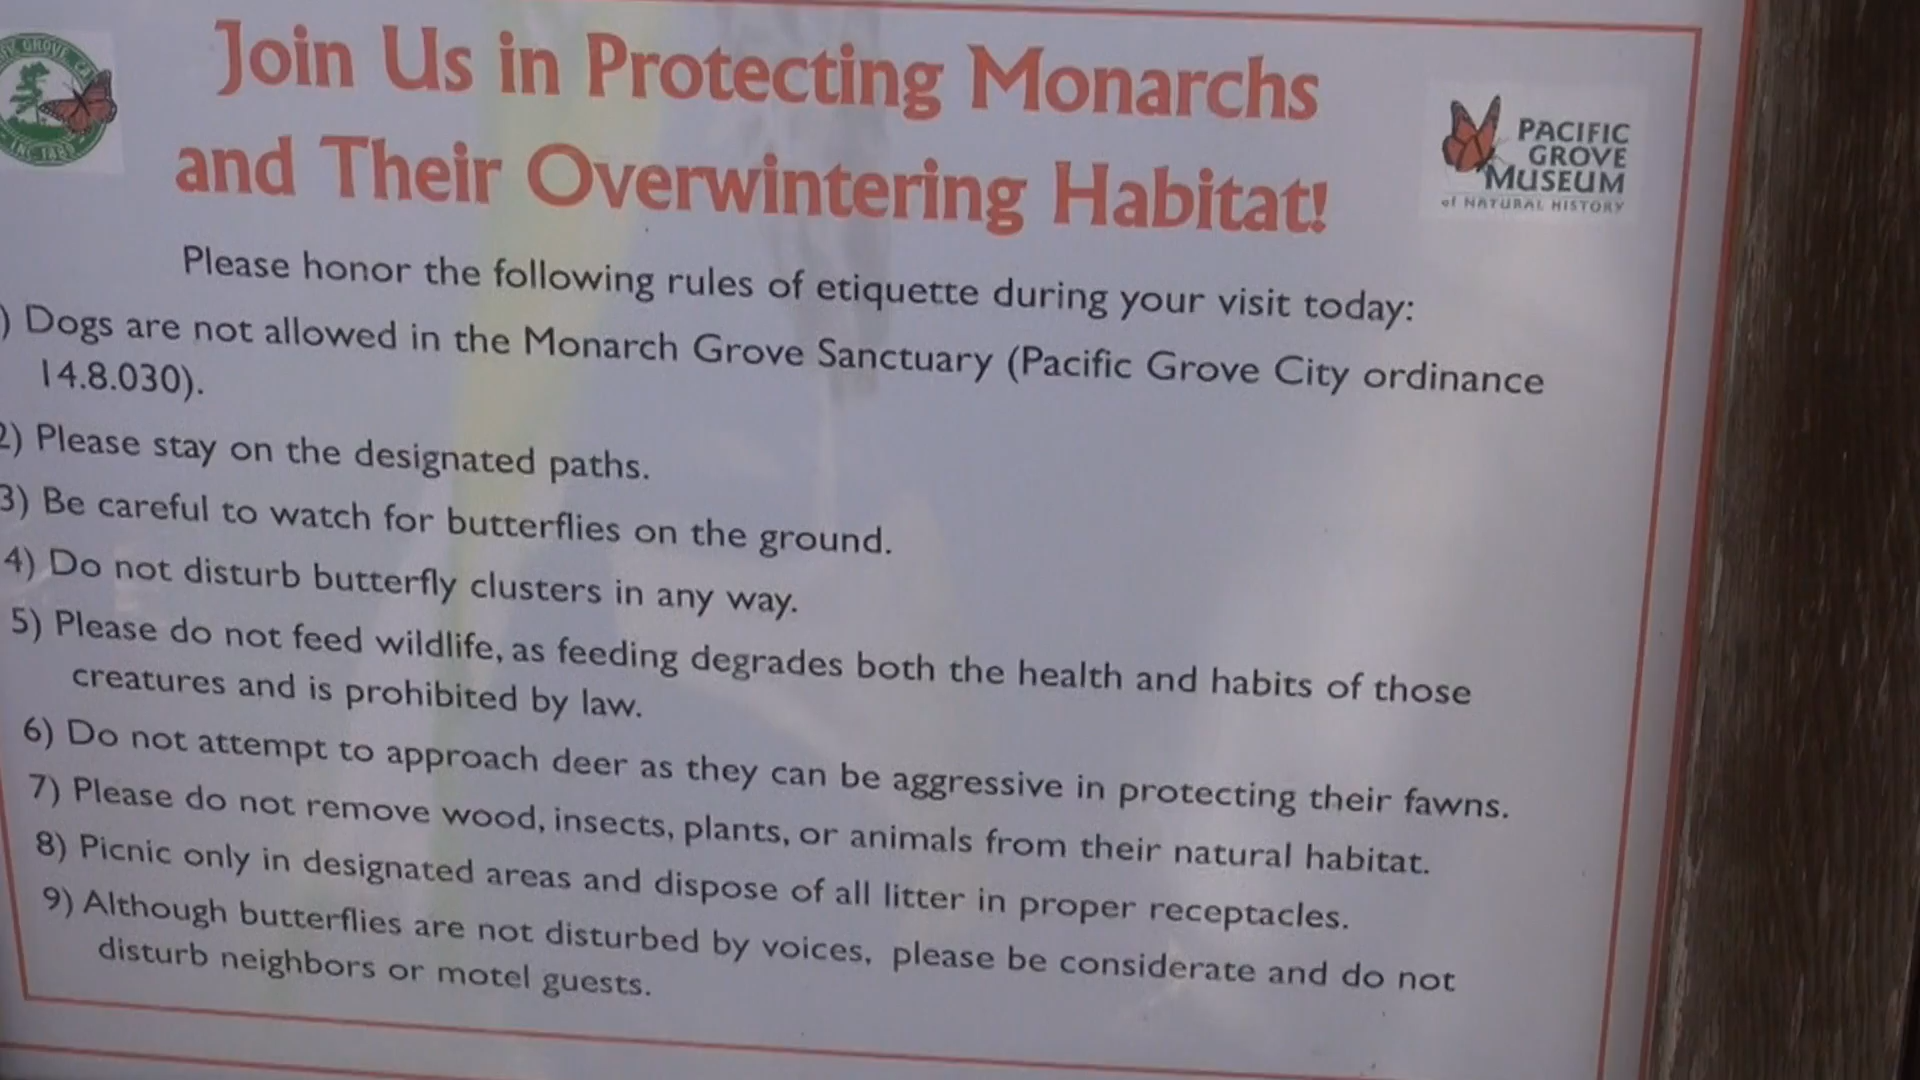 Join Us in Protecting Monarchs
and Their Overwintering Habitat!
GROVE, CA
INC. 1889
PACIFIC
GROVE
MUSEUM
of NATURAL HISTORY
Please honor the following rules of etiquette during your visit today:
) Dogs are not allowed in the Monarch Grove Sanctuary (Pacific Grove City ordinance
14.8.030).
2) Please stay on the designated paths.
3) Be careful to watch for butterflies on the ground.
4) Do not disturb butterfly clusters in any way.
5) Please do not feed wildlife, as feeding degrades both the health and habits of those
creatures and is prohibited by law.
6) Do not attempt to approach deer as they can be aggressive in protecting their fawns.
7) Please do not remove wood, insects, plants, or animals from their natural habitat.
8) Picnic only in designated areas and dispose of all litter in proper receptacles.
9) Although butterflies are not disturbed by voices, please be considerate and do not
disturb neighbors or motel guests.